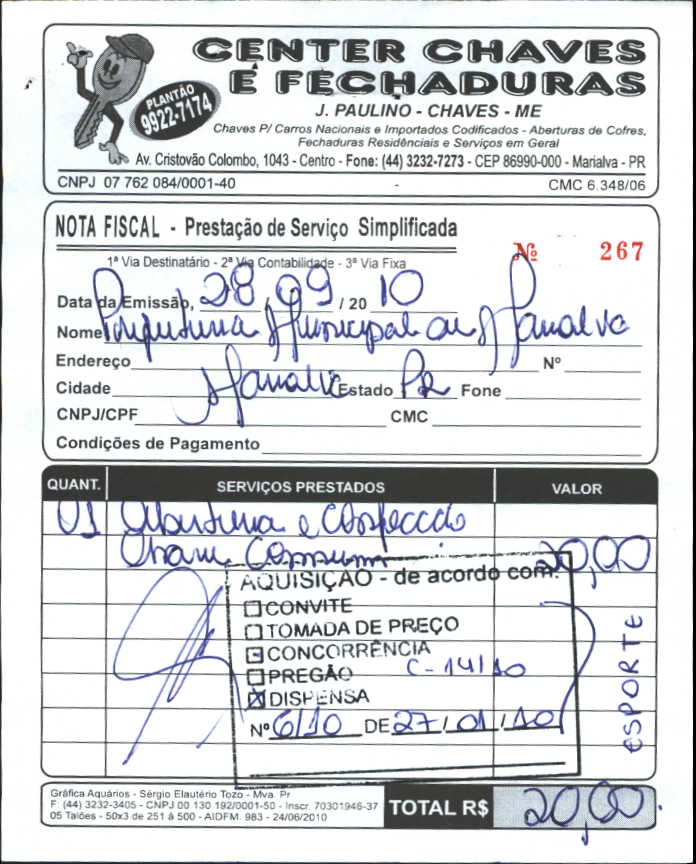 CENTER CHAVES
E FECHADURAS
PLANTÃO
9922-7174
J. PAULINO - CHAVES - ME
Chaves P/ Carros Nacionais e Importados Codificados - Aberturas de Cofres,
Fechaduras Residênciais e Serviços em Geral
Av. Cristovão Colombo, 1043 - Centro - Fone: (44) 3232-7273 - CEP 86990-000 - Marialva - PR
CNPJ 07 762 084/0001-40 - CMC 6.348/06
NOTA FISCAL - Prestação de Serviço Simplificada
1ª Via Destinatário - 2ª Via Contabilidade - 3ª Via Fixa
Nº 267
Data da Emissão, 28 / 09 / 20 10
Nome Prefeitura Municipal de Marialva
Endereço Nº
Cidade Marialva Estado PR Fone
CNPJ/CPF CMC
Condições de Pagamento
QUANT. SERVIÇOS PRESTADOS VALOR
01 Abertura e Confecção
Chave Comum 20,00
AQUISIÇÃO - de acordo com:
CONVITE
TOMADA DE PREÇO
CONCORRÊNCIA
PREGÃO C-14/10
DISPENSA
Nº 6/10 DE 27/01/10
ESPORTE
Gráfica Aquários - Sérgio Elautério Tozo - Mva. Pr
F: (44) 3232-3405 - CNPJ 00 130 192/0001-50 - Inscr. 70301946-37
05 Talões - 50x3 de 251 à 500 - AIDFM. 983 - 24/06/2010
TOTAL R$ 20,00.